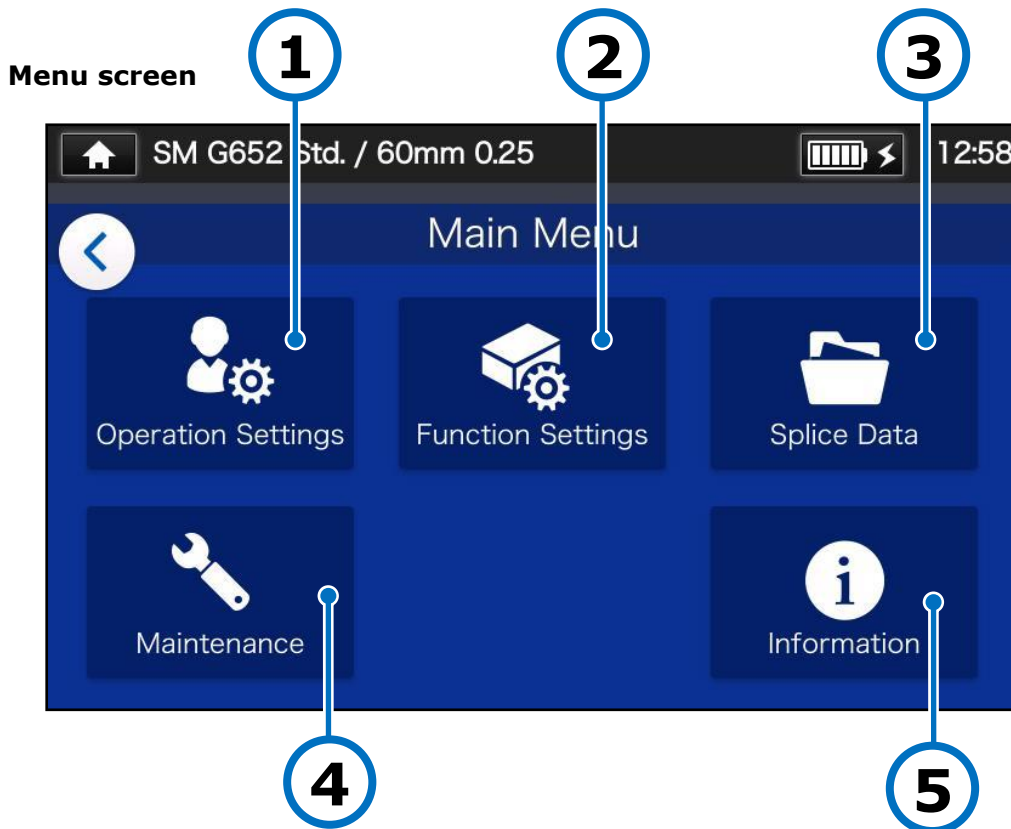 1 2 3
Menu screen
SM G652 Std. / 60mm 0.25 12:58
Main Menu
Operation Settings Function Settings Splice Data
Maintenance Information
4 5